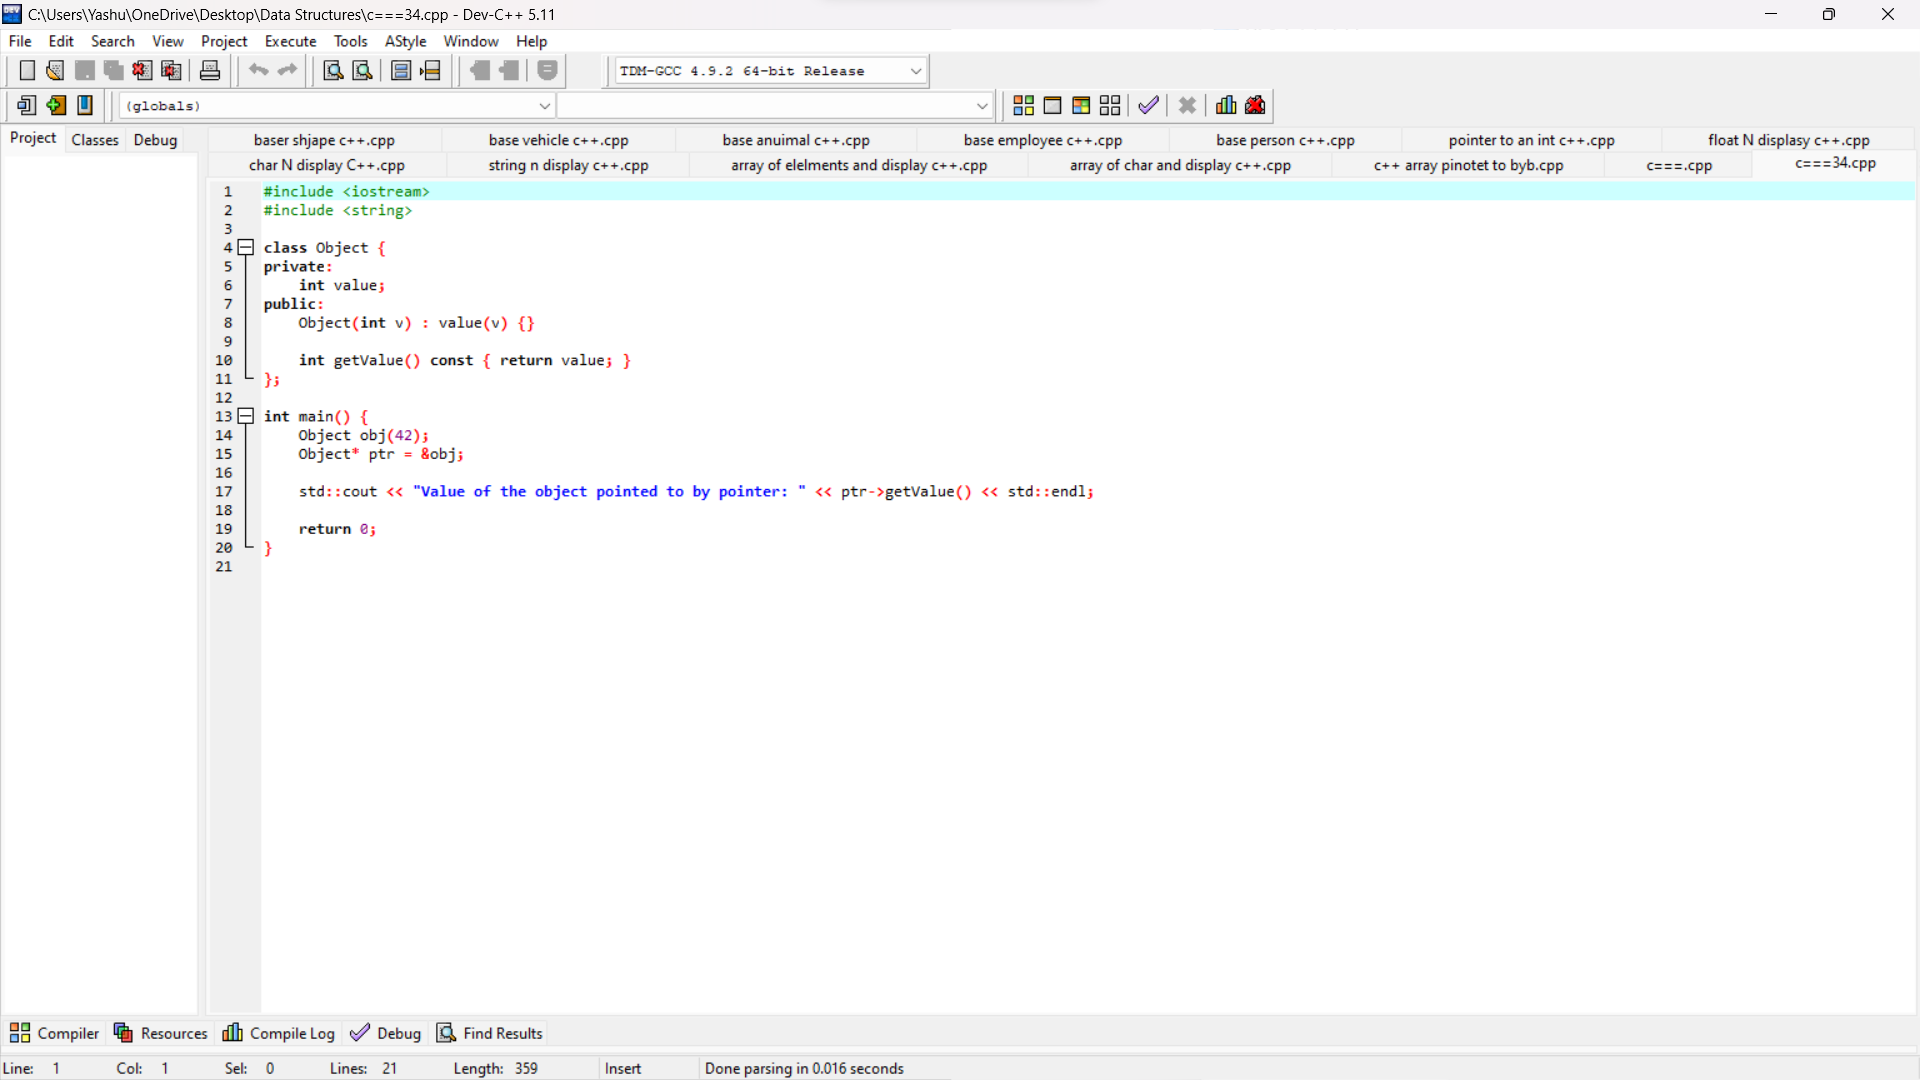 C:\Users\Yashu\OneDrive\Desktop\Data Structures\c===34.cpp - Dev-C++ 5.11
File Edit Search View Project Execute Tools AStyle Window Help
TDM-GCC 4.9.2 64-bit Release
(globals)
Project Classes Debug
baser shjape c++.cpp base vehicle c++.cpp base anuimal c++.cpp base employee c++.cpp base person c++.cpp pointer to an int c++.cpp float N displasy c++.cpp
char N display C++.cpp string n display c++.cpp array of elelments and display c++.cpp array of char and display c++.cpp c++ array pinotet to byb.cpp c===.cpp c===34.cpp
1 #include <iostream>
2 #include <string>
3
4 class Object {
5 private:
6     int value;
7 public:
8     Object(int v) : value(v) {}
9
10     int getValue() const { return value; }
11 };
12
13 int main() {
14     Object obj(42);
15     Object* ptr = &obj;
16
17     std::cout << "Value of the object pointed to by pointer: " << ptr->getValue() << std::endl;
18
19     return 0;
20 }
21
Compiler Resources Compile Log Debug Find Results
Line: 1 Col: 1 Sel: 0 Lines: 21 Length: 359 Insert Done parsing in 0.016 seconds